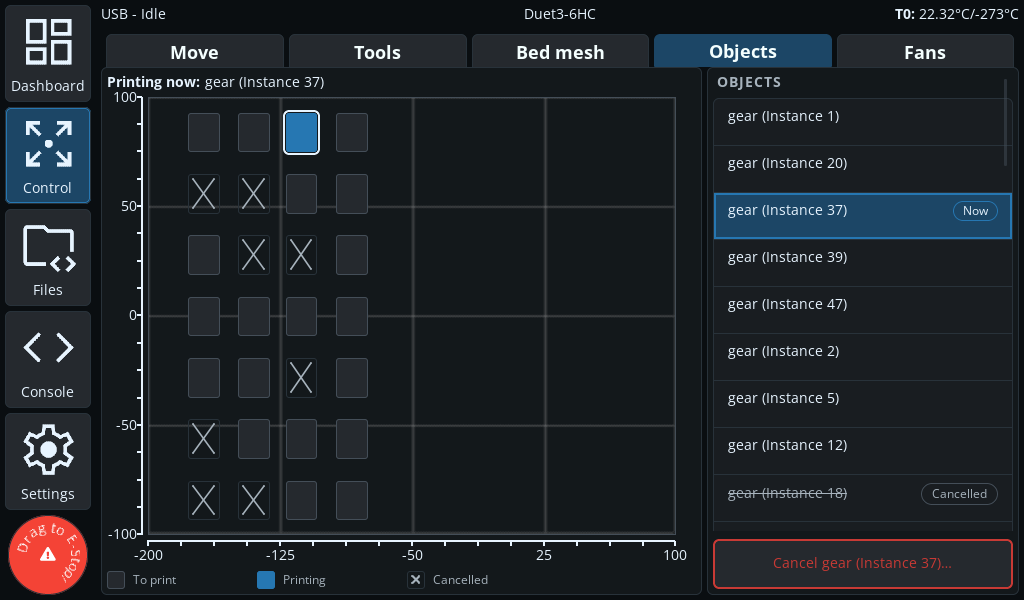 USB - Idle
Duet3-6HC
T0: 22.32°C/-273°C
Dashboard
Control
Files
Console
Settings
Drag to E-Stop!
Move
Tools
Bed mesh
Objects
Fans
Printing now: gear (Instance 37)
100
50
0
-50
-100
-200
-125
-50
25
100
To print
Printing
Cancelled
OBJECTS
gear (Instance 1)
gear (Instance 20)
gear (Instance 37) Now
gear (Instance 39)
gear (Instance 47)
gear (Instance 2)
gear (Instance 5)
gear (Instance 12)
gear (Instance 18) Cancelled
Cancel gear (Instance 37)...